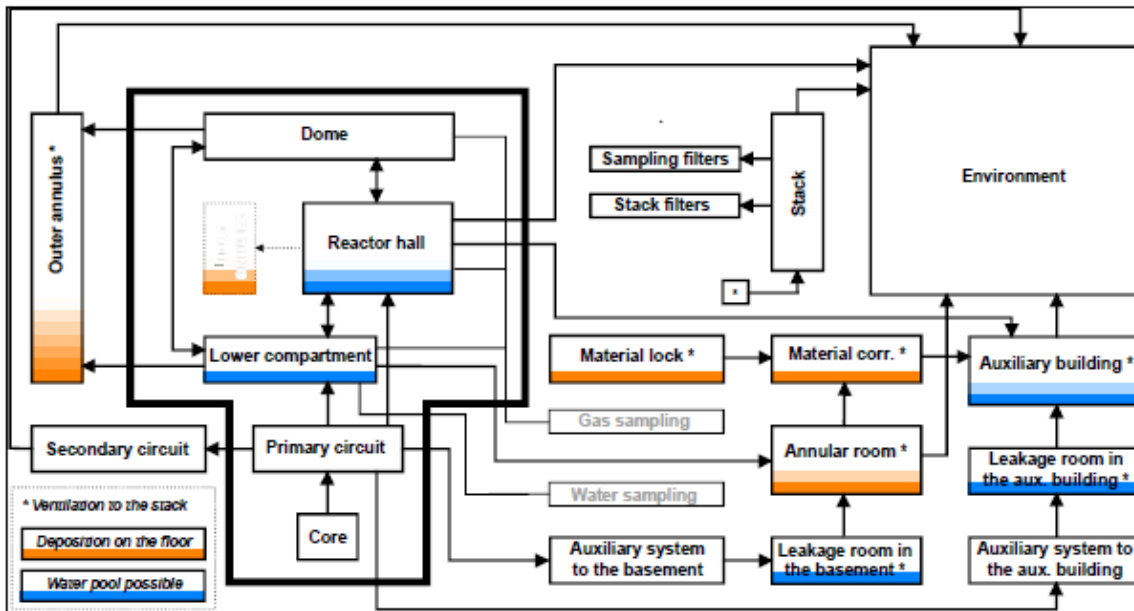 Outer annulus *
Dome
Reactor hall
Lower compartment
Primary circuit
Secondary circuit
Core
* Ventilation to the stack
Deposition on the floor
Water pool possible
Sampling filters
Stack filters
Stack
*
Environment
Material lock *
Material corr. *
Auxiliary building *
Gas sampling
Annular room *
Leakage room in
the aux. building *
Water sampling
Auxiliary system
to the basement
Leakage room in
the basement *
Auxiliary system to
the aux. building